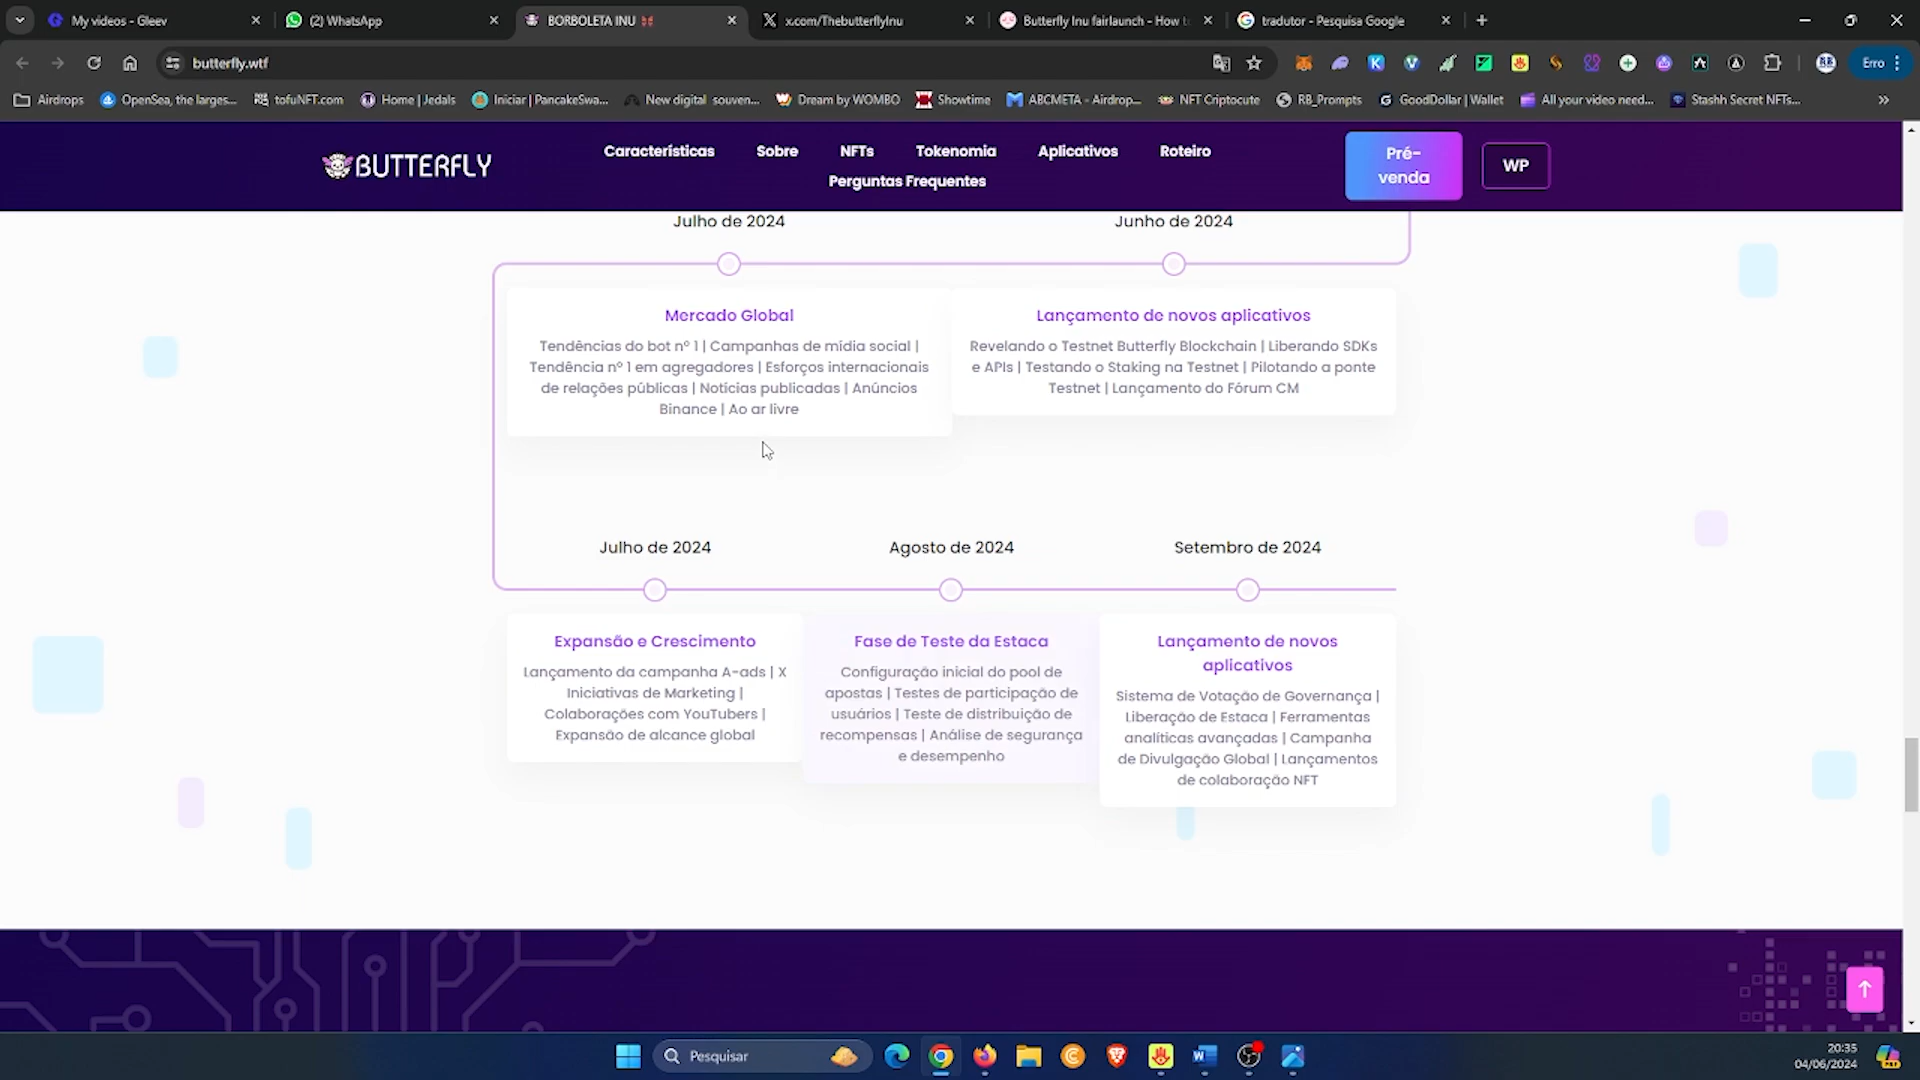 My videos - Gleev
(2) WhatsApp
BORBOLETA INU
x.com/TheButterflyInu
Butterfly Inu fairlaunch - How t
tradutor - Pesquisa Google
butterfly.wtf
Erro
Airdrops
OpenSea, the larges...
tofuNFT.com
Home | Jedals
Iniciar | PancakeSwa...
New digital souven...
Dream by WOMBO
Showtime
ABCMETA - Airdrop...
NFT Criptocute
RB_Prompts
GoodDollar | Wallet
All your video need...
Stashh Secret NFTs...
BUTTERFLY
Características
Sobre
NFTs
Tokenomia
Aplicativos
Roteiro
Perguntas Frequentes
Pré-
venda
WP
Julho de 2024
Junho de 2024
Mercado Global
Tendências do bot nº 1 | Campanhas de mídia social |
Tendência nº 1 em agregadores | Esforços internacionais
de relações públicas | Notícias publicadas | Anúncios
Binance | Ao ar livre
Lançamento de novos aplicativos
Revelando o Testnet Butterfly Blockchain | Liberando SDKs
e APIs | Testando o Staking na Testnet | Pilotando a ponte
Testnet | Lançamento do Fórum CM
Julho de 2024
Agosto de 2024
Setembro de 2024
Expansão e Crescimento
Lançamento da campanha A-ads | X
Iniciativas de Marketing |
Colaborações com YouTubers |
Expansão de alcance global
Fase de Teste da Estaca
Configuração inicial do pool de
apostas | Testes de participação de
usuários | Teste de distribuição de
recompensas | Análise de segurança
e desempenho
Lançamento de novos
aplicativos
Sistema de Votação de Governança |
Liberação de Estaca | Ferramentas
analíticas avançadas | Campanha
de Divulgação Global | Lançamentos
de colaboração NFT
Pesquisar
20:35
04/06/2024